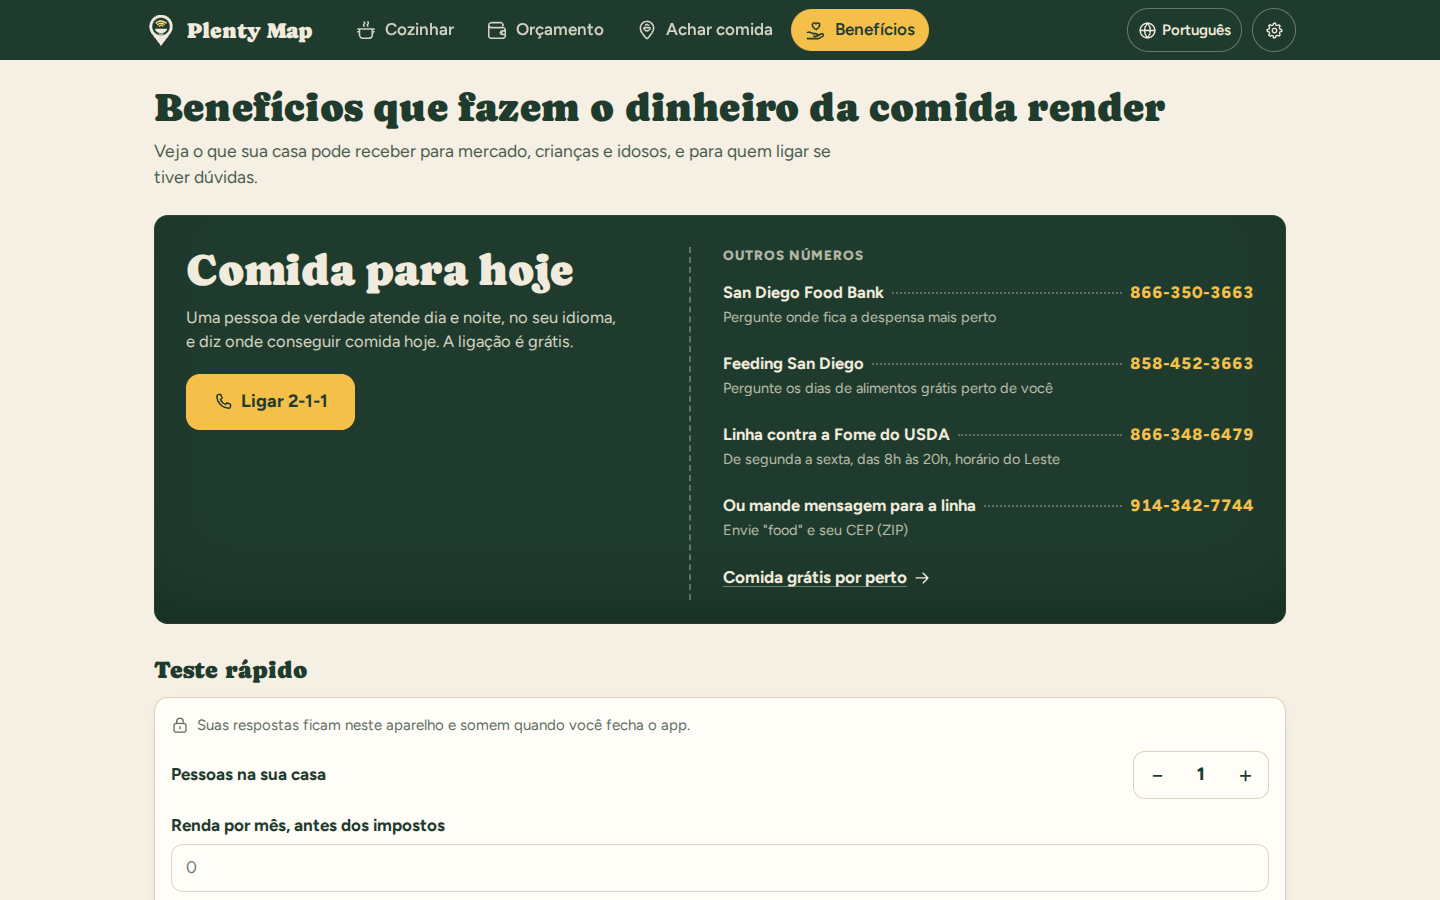 Plenty Map
Cozinhar
Orçamento
Achar comida
Benefícios
Português
Benefícios que fazem o dinheiro da comida render
Veja o que sua casa pode receber para mercado, crianças e idosos, e para quem ligar se
tiver dúvidas.
Comida para hoje
Uma pessoa de verdade atende dia e noite, no seu idioma,
e diz onde conseguir comida hoje. A ligação é grátis.
Ligar 2-1-1
OUTROS NÚMEROS
San Diego Food Bank 866-350-3663
Pergunte onde fica a despensa mais perto
Feeding San Diego 858-452-3663
Pergunte os dias de alimentos grátis perto de você
Linha contra a Fome do USDA 866-348-6479
De segunda a sexta, das 8h às 20h, horário do Leste
Ou mande mensagem para a linha 914-342-7744
Envie "food" e seu CEP (ZIP)
Comida grátis por perto →
Teste rápido
Suas respostas ficam neste aparelho e somem quando você fecha o app.
Pessoas na sua casa
− 1 +
Renda por mês, antes dos impostos
0